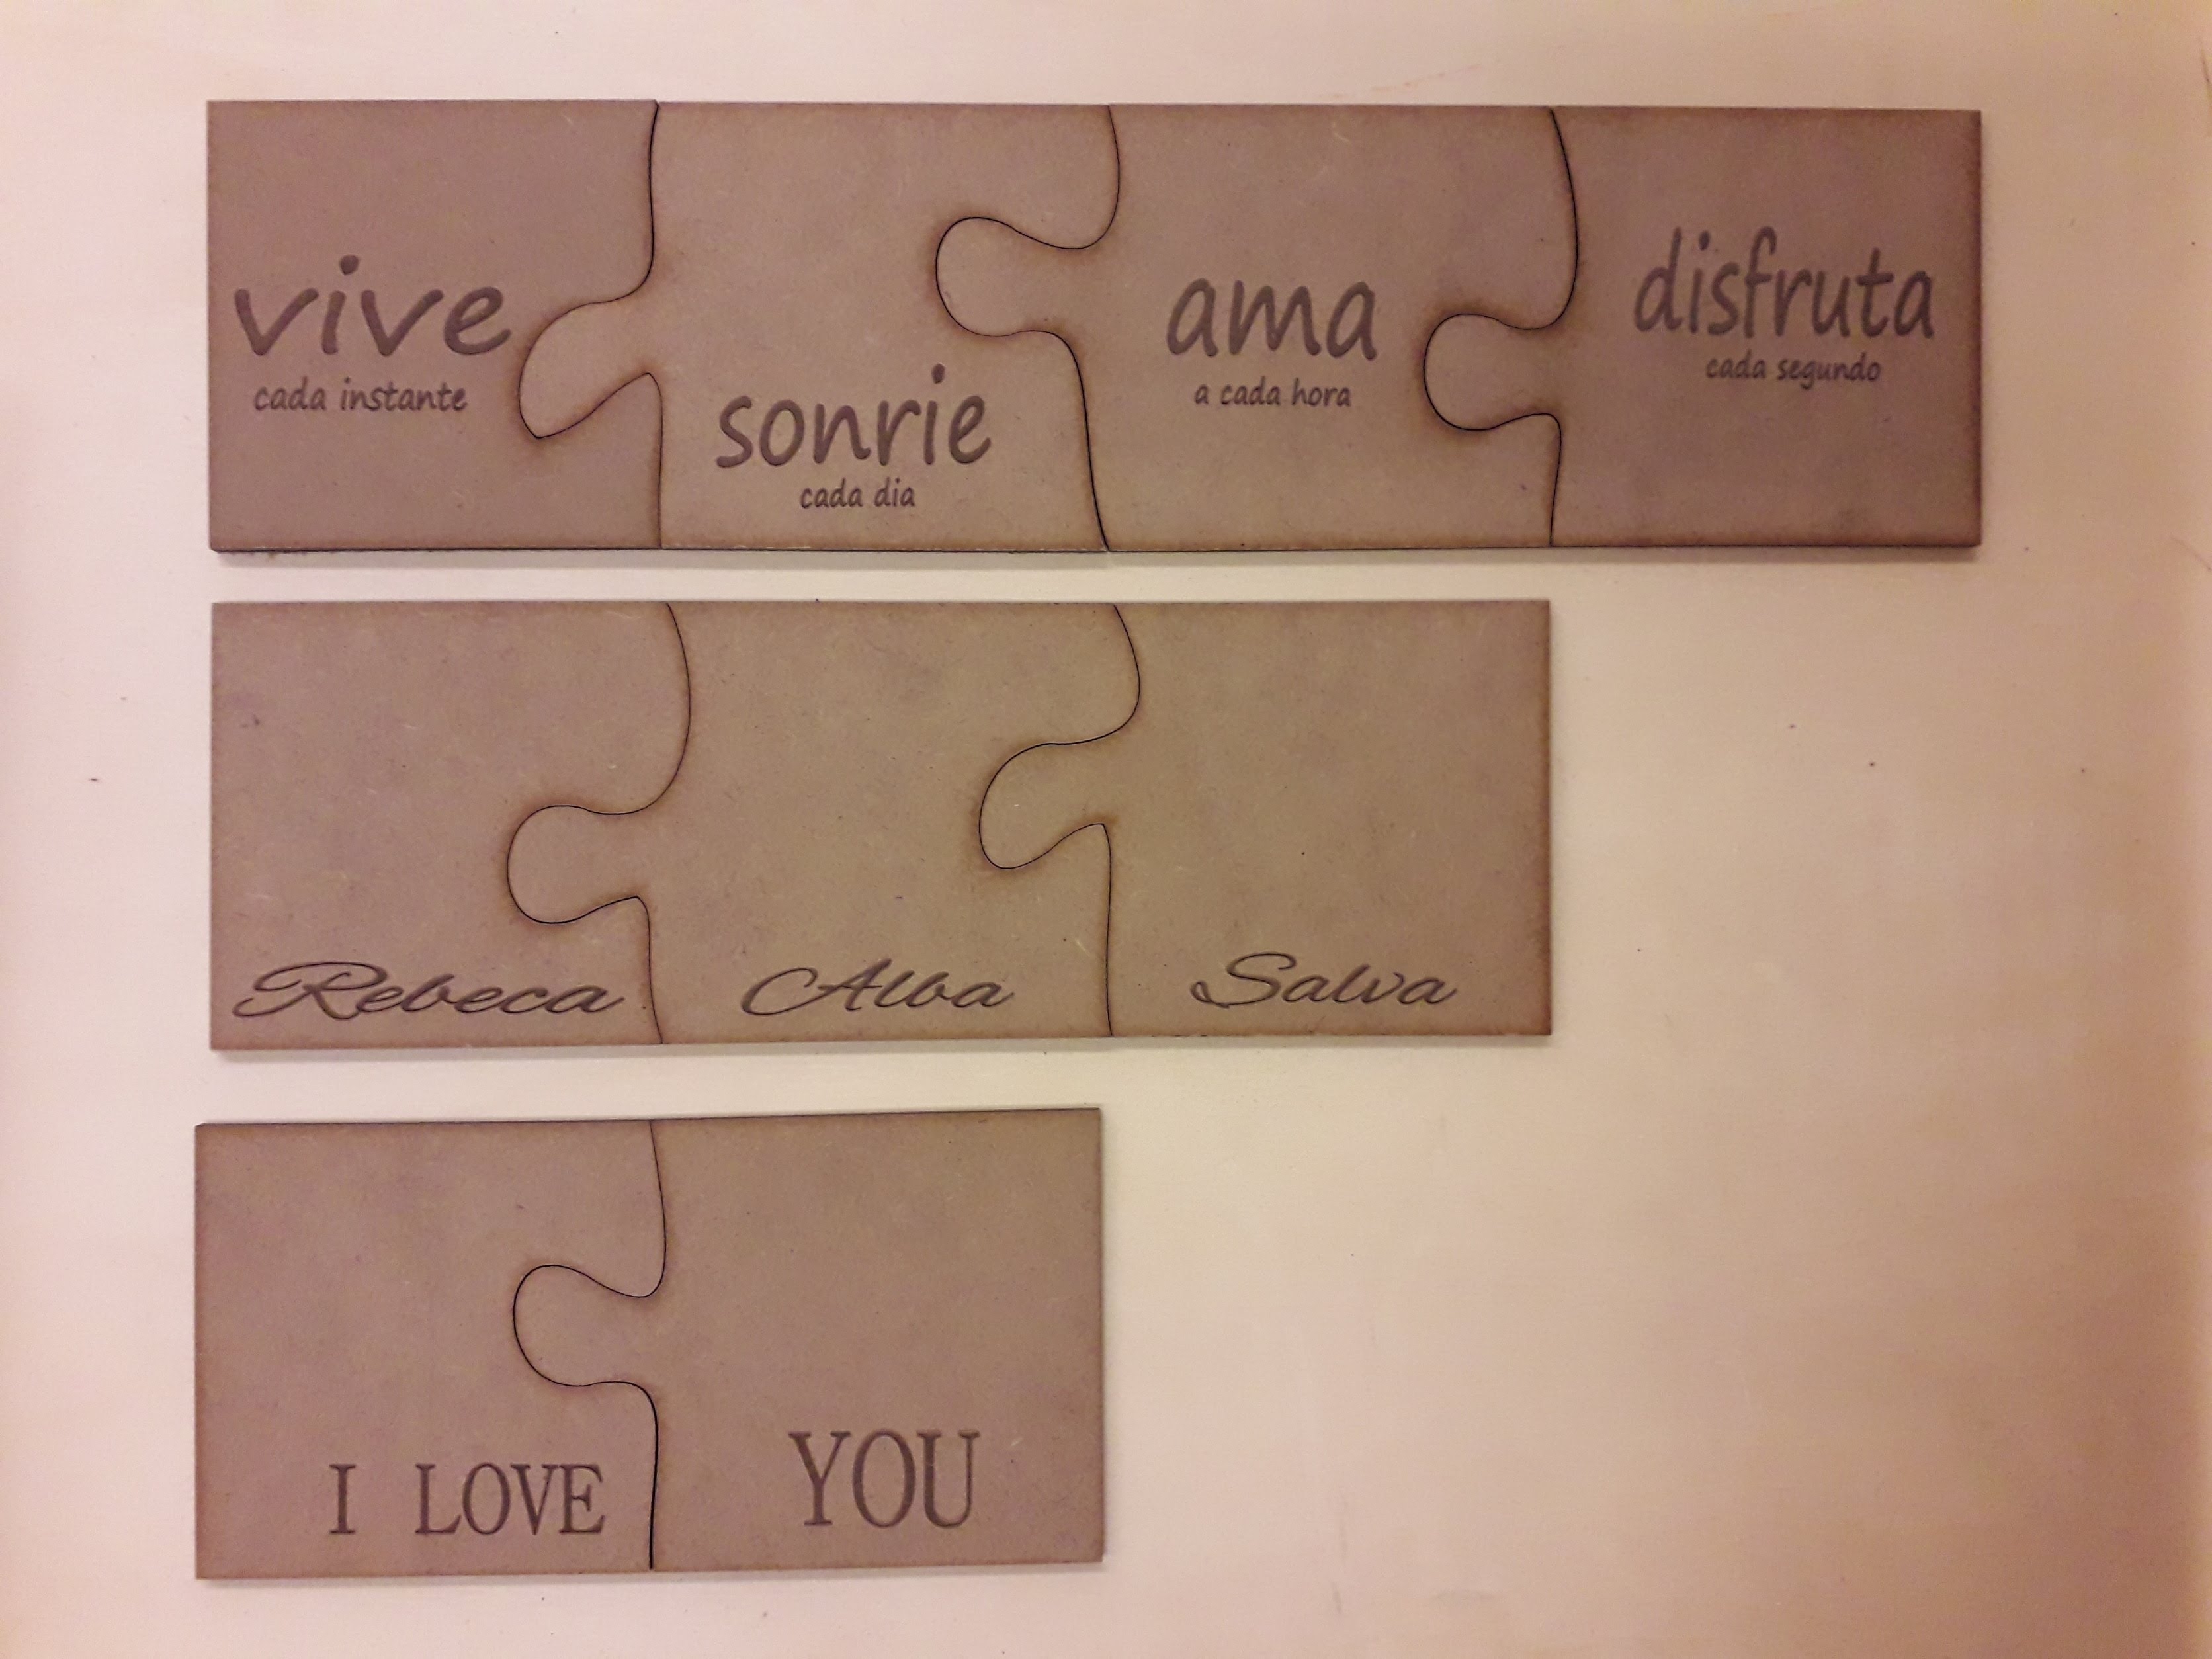 vive
cada instante
sonrie
cada dia
ama
a cada hora
disfruta
cada segundo
Rebeca
Alba
Salva
I LOVE
YOU